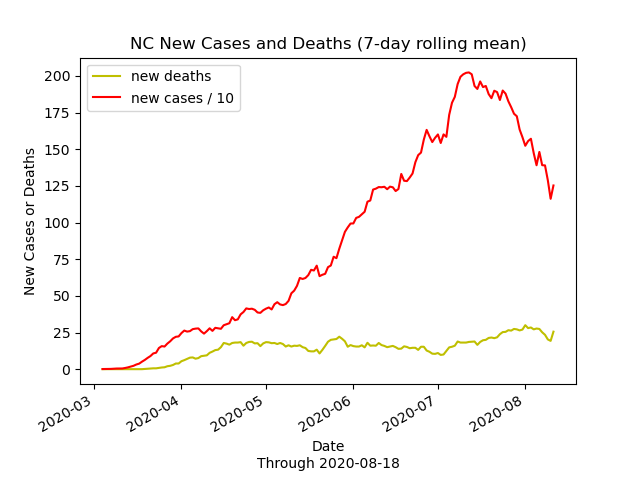 NC New Cases and Deaths (7-day rolling mean)
new deaths
new cases / 10
200
175
150
125
100
75
50
25
0
New Cases or Deaths
2020-03
2020-04
2020-05
2020-06
2020-07
2020-08
Date
Through 2020-08-18